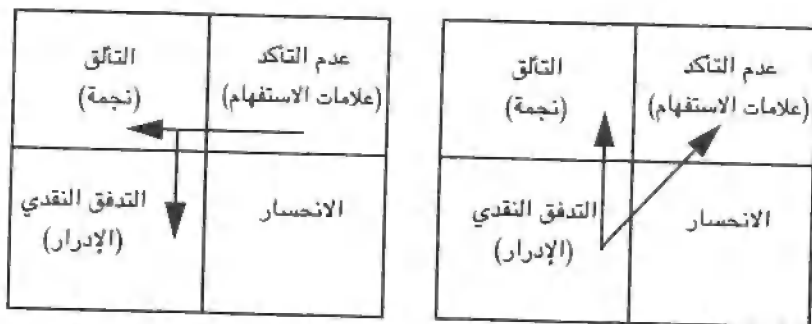 عدم التأكد
(علامات الاستفهام)
التألق
(نجمة)
الانحسار
التدفق النقدي
(الإدرار)
عدم التأكد
(علامات الاستفهام)
التألق
(نجمة)
الانحسار
التدفق النقدي
(الإدرار)